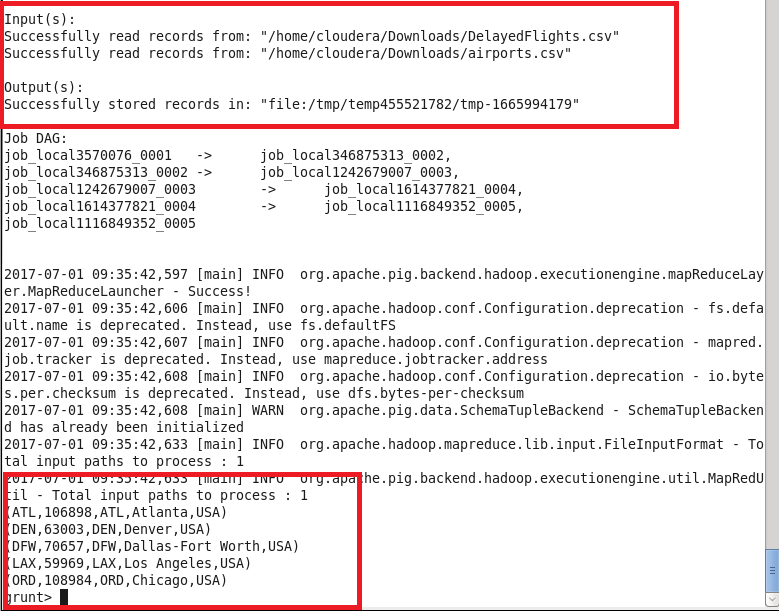 Input(s):
Successfully read records from: "/home/cloudera/Downloads/DelayedFlights.csv"
Successfully read records from: "/home/cloudera/Downloads/airports.csv"
Output(s):
Successfully stored records in: "file:/tmp/temp455521782/tmp-1665994179"
Job DAG:
job_local3570076_0001   ->      job_local346875313_0002,
job_local346875313_0002 ->      job_local1242679007_0003,
job_local1242679007_0003        ->      job_local1614377821_0004,
job_local1614377821_0004        ->      job_local1116849352_0005,
job_local1116849352_0005
2017-07-01 09:35:42,597 [main] INFO  org.apache.pig.backend.hadoop.executionengine.mapReduceLay
er.MapReduceLauncher - Success!
2017-07-01 09:35:42,606 [main] INFO  org.apache.hadoop.conf.Configuration.deprecation - fs.defa
ult.name is deprecated. Instead, use fs.defaultFS
2017-07-01 09:35:42,607 [main] INFO  org.apache.hadoop.conf.Configuration.deprecation - mapred.
job.tracker is deprecated. Instead, use mapreduce.jobtracker.address
2017-07-01 09:35:42,608 [main] INFO  org.apache.hadoop.conf.Configuration.deprecation - io.byte
s.per.checksum is deprecated. Instead, use dfs.bytes-per-checksum
2017-07-01 09:35:42,608 [main] WARN  org.apache.pig.data.SchemaTupleBackend - SchemaTupleBacken
d has already been initialized
2017-07-01 09:35:42,633 [main] INFO  org.apache.hadoop.mapreduce.lib.input.FileInputFormat - To
tal input paths to process : 1
2017-07-01 09:35:42,633 [main] INFO  org.apache.pig.backend.hadoop.executionengine.util.MapRedU
til - Total input paths to process : 1
(ATL,106898,ATL,Atlanta,USA)
(DEN,63003,DEN,Denver,USA)
(DFW,70657,DFW,Dallas-Fort Worth,USA)
(LAX,59969,LAX,Los Angeles,USA)
(ORD,108984,ORD,Chicago,USA)
grunt>